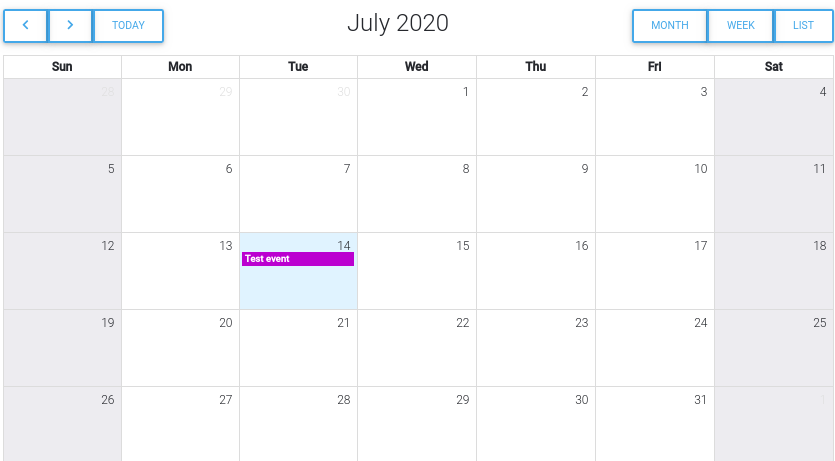 TODAY July 2020 MONTH WEEK LIST
Sun Mon Tue Wed Thu Fri Sat
28 29 30 1 2 3 4
5 6 7 8 9 10 11
12 13 14 15 16 17 18
Test event
19 20 21 22 23 24 25
26 27 28 29 30 31 1